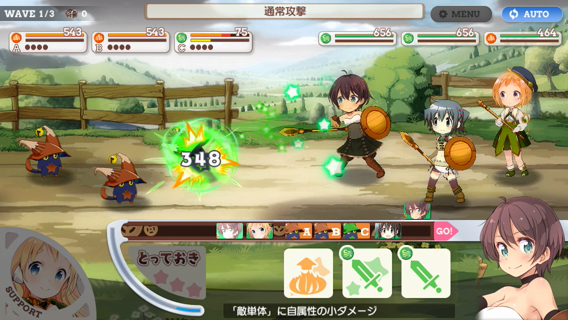 WAVE 1/3 0
通常攻撃
MENU
AUTO
543
A
543
B
75
C
656
656
464
348
A B C GO!
SUPPORT
とっておき
「敵単体」に自属性の小ダメージ